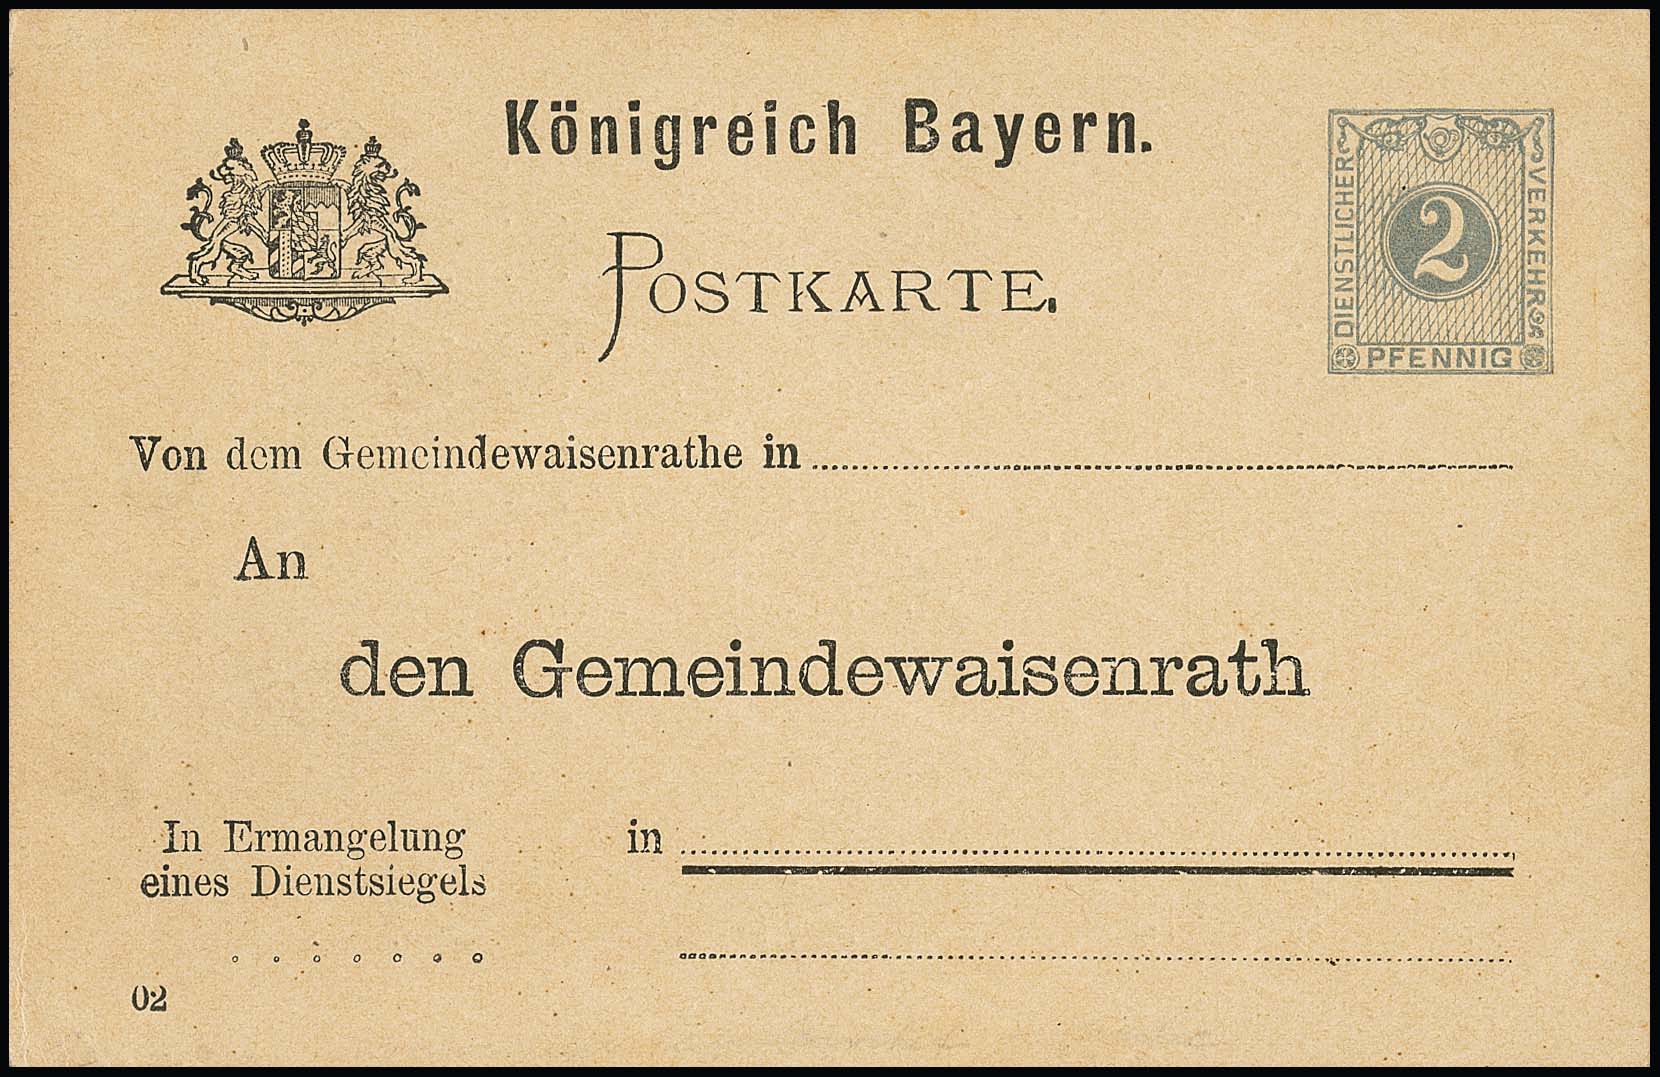 Königreich Bayern.
POSTKARTE.
DIENSTLICHER
VERKEHR
2
PFENNIG
Von dem Gemeindewaisenrathe in
An
den Gemeindewaisenrath
In Ermangelung
eines Dienstsiegels
in
02